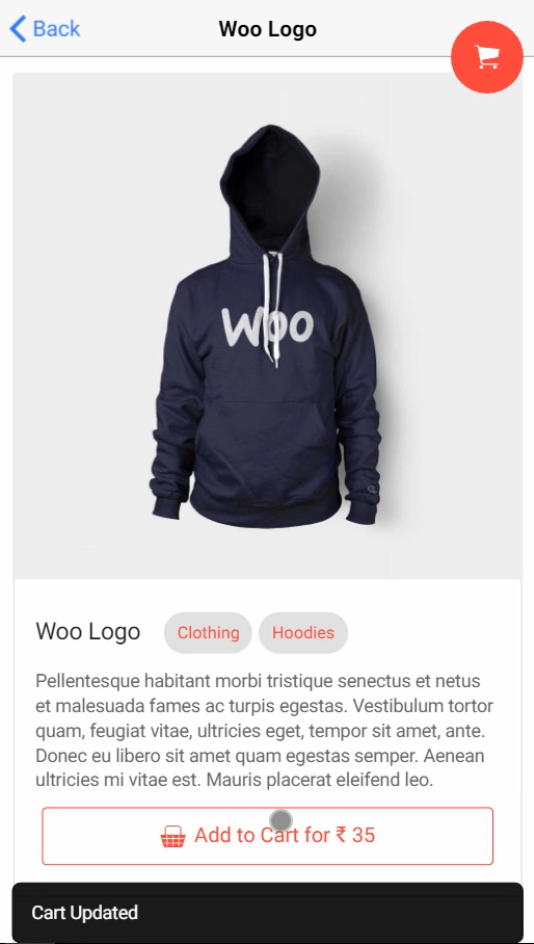 Back
Woo Logo
Woo
Woo Logo
Clothing
Hoodies
Pellentesque habitant morbi tristique senectus et netus
et malesuada fames ac turpis egestas. Vestibulum tortor
quam, feugiat vitae, ultricies eget, tempor sit amet, ante.
Donec eu libero sit amet quam egestas semper. Aenean
ultricies mi vitae est. Mauris placerat eleifend leo.
Add to Cart for ₹ 35
Cart Updated